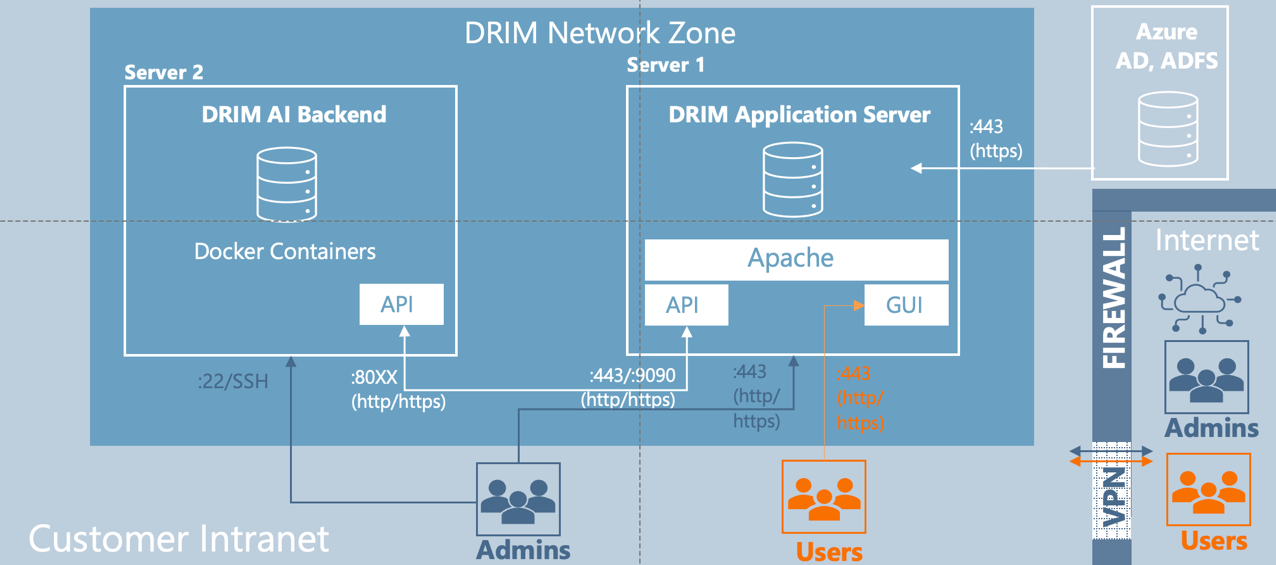 DRIM Network Zone
Server 2
Server 1
Azure
AD, ADFS
DRIM AI Backend
DRIM Application Server
:443
(https)
Docker Containers
Apache
API
API
GUI
:22/SSH
:80XX
(http/https)
:443/:9090
(http/https)
:443
(http/
https)
:443
(http/
https)
FIREWALL
Internet
Admins
VPN
Users
Customer Intranet
Admins
Users